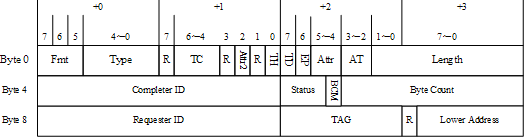 +0 +1 +2 +3
7 6 5 4~0 7 6~4 3 2 1 0 7 6 5~4 3~2 1~0 7~0
Byte 0 Fmt Type R TC R Attr2 R TH TD EP Attr AT Length
Byte 4 Completer ID Status BCM Byte Count
Byte 8 Requester ID TAG R Lower Address